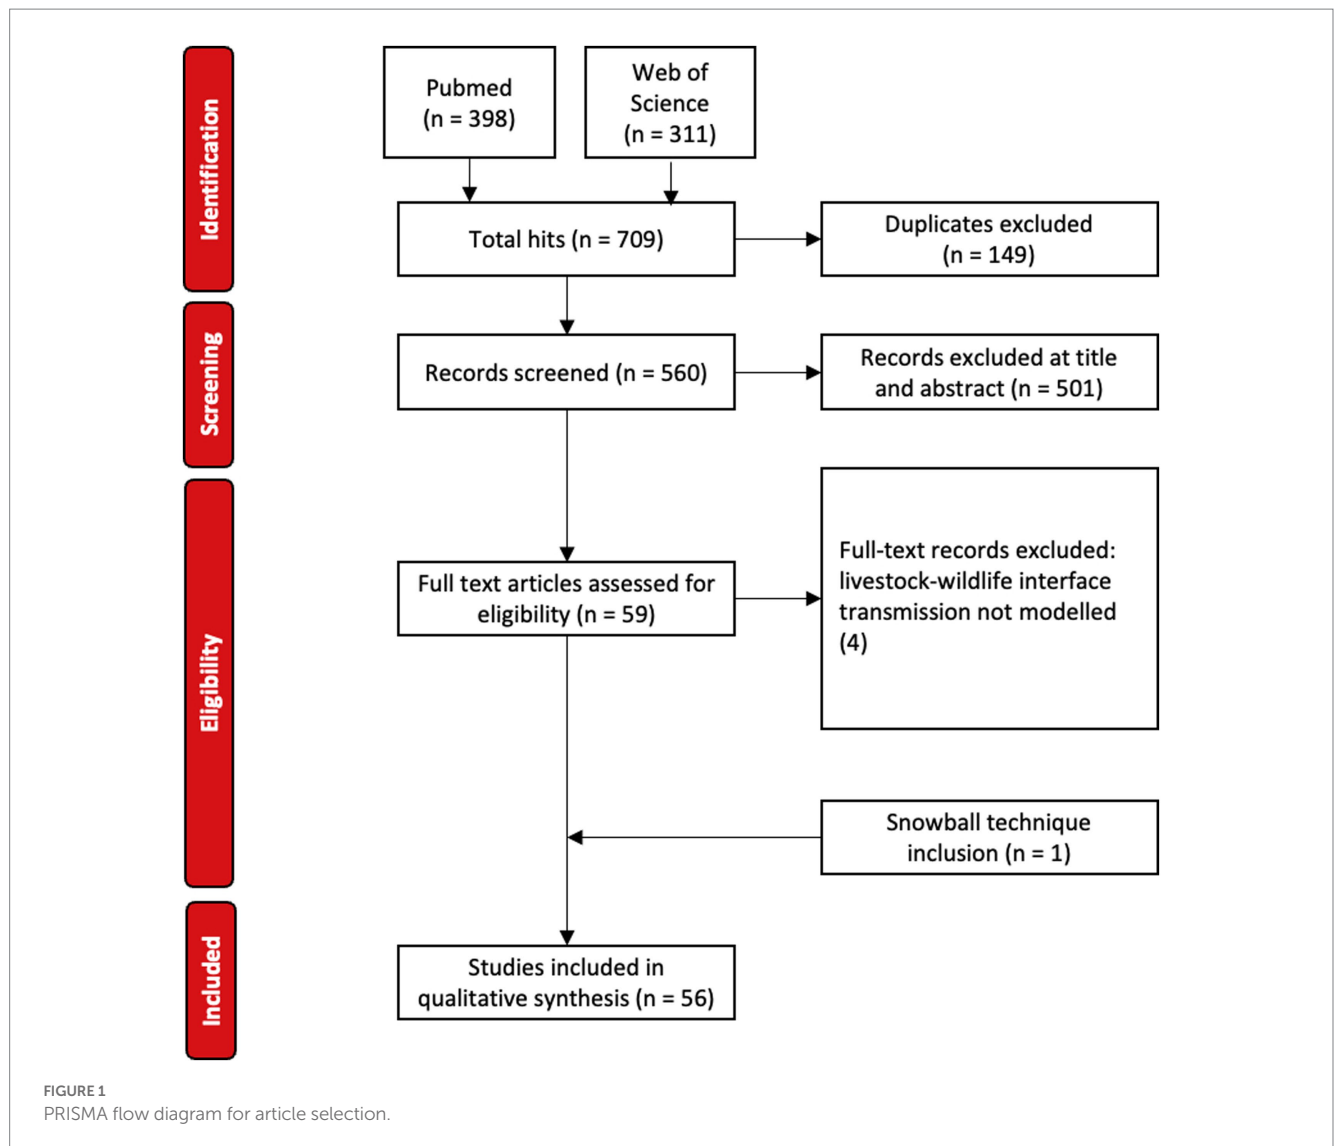 Identification
Pubmed
(n = 398)
Web of
Science
(n = 311)
Total hits (n = 709)
Duplicates excluded
(n = 149)
Screening
Records screened (n = 560)
Records excluded at title
and abstract (n = 501)
Eligibility
Full text articles assessed for
eligibility (n = 59)
Full-text records excluded:
livestock-wildlife interface
transmission not modelled
(4)
Snowball technique
inclusion (n = 1)
Included
Studies included in
qualitative synthesis (n = 56)
FIGURE 1
PRISMA flow diagram for article selection.